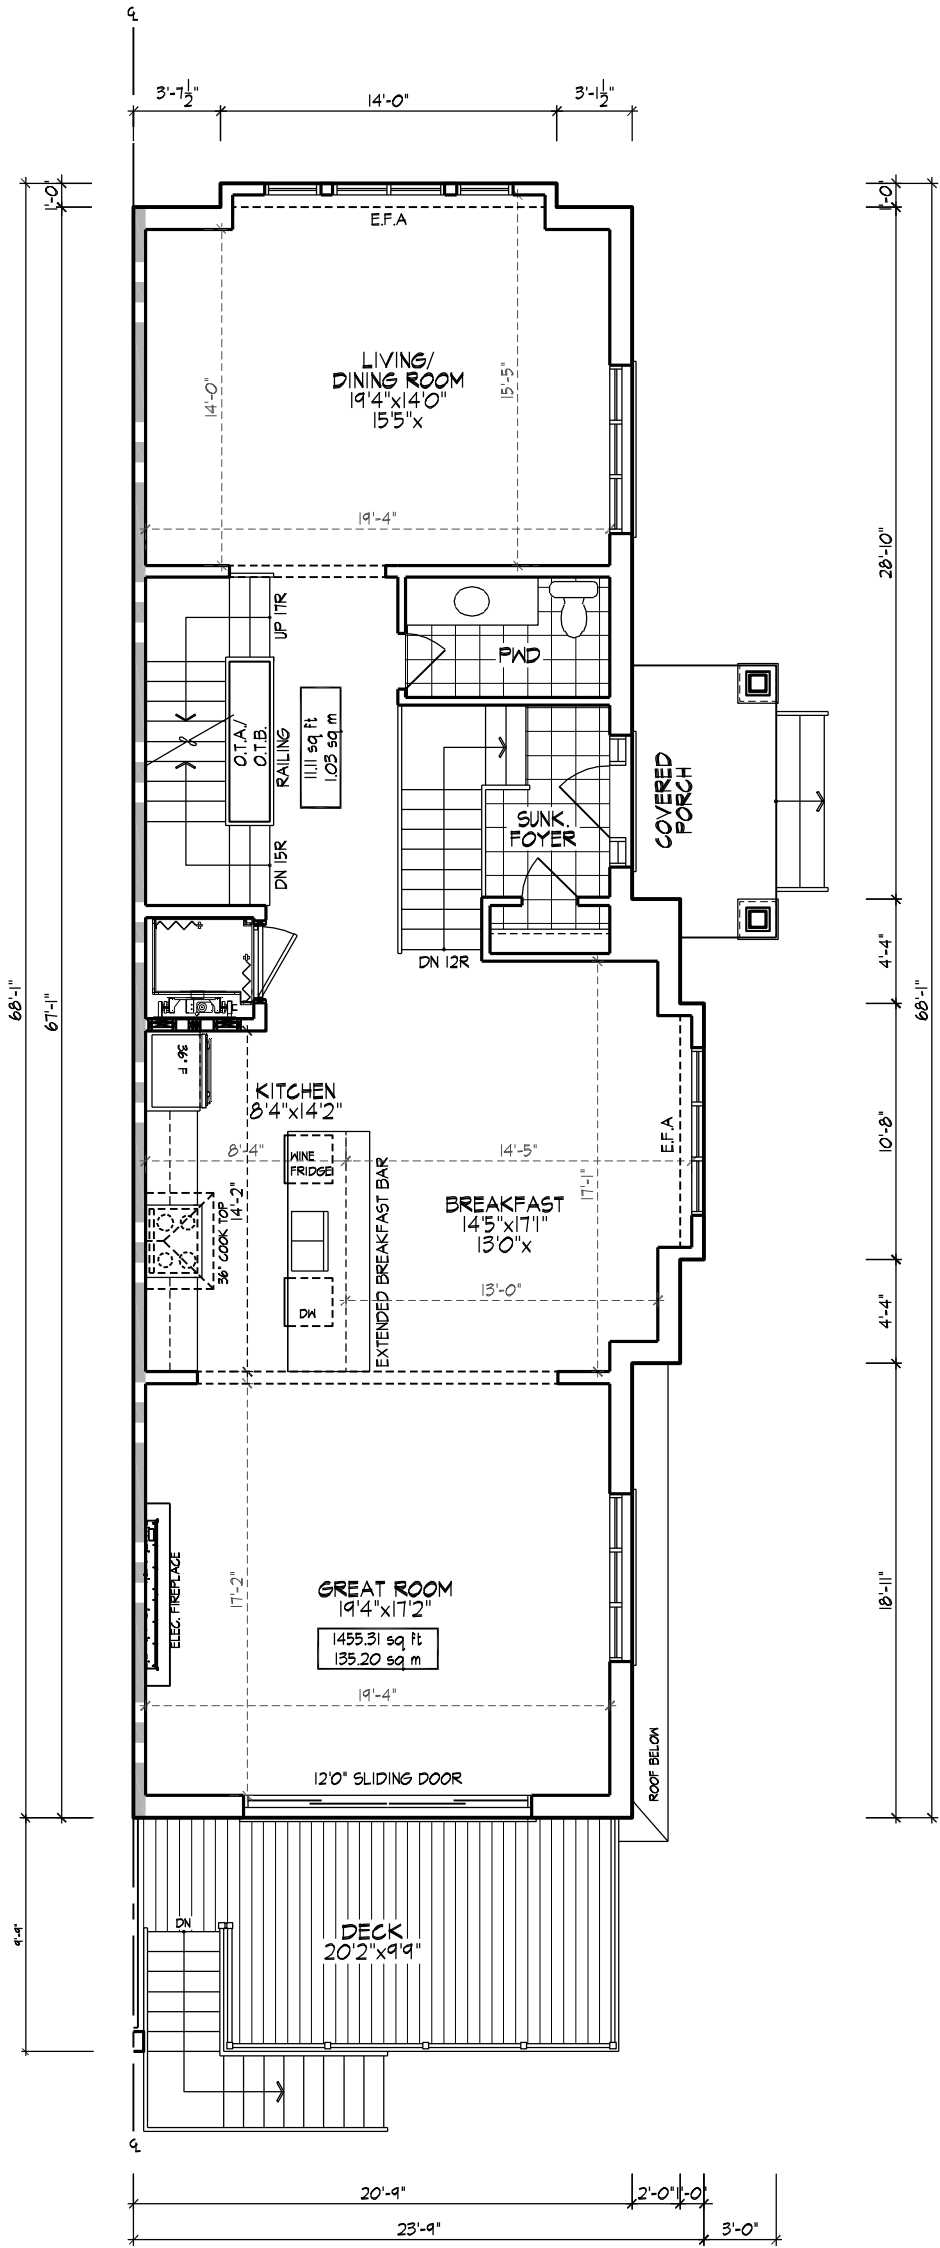 ℄
3'-7½"
14'-0"
3'-1½"
1'-0"
1'-0"
E.F.A
LIVING/
DINING ROOM
19'4"x14'0"
15'5"x
14'-0"
15'-5"
19'-4"
28'-10"
UP 17R
PWD
O.T.A./
O.T.B.
RAILING
11.11 sq ft
1.03 sq m
SUNK.
FOYER
COVERED
PORCH
DN 15R
DN 12R
4'-4"
68'-1"
67'-1"
68'-1"
36" F
KITCHEN
8'4"x14'2"
8'-4"
WINE
FRIDGE
14'-5"
E.F.A
10'-8"
14'-2"
17'-1"
BREAKFAST
14'5"x17'1"
13'0"x
36" COOK TOP
EXTENDED BREAKFAST BAR
13'-0"
DW
4'-4"
ELEC. FIREPLACE
17'-2"
GREAT ROOM
19'4"x17'2"
1455.31 sq ft
135.20 sq m
18'-11"
19'-4"
ROOF BELOW
12'0" SLIDING DOOR
DN
DECK
20'2"x9'9"
9'-9"
℄
20'-9"
2'-0"
1'-0"
23'-9"
3'-0"